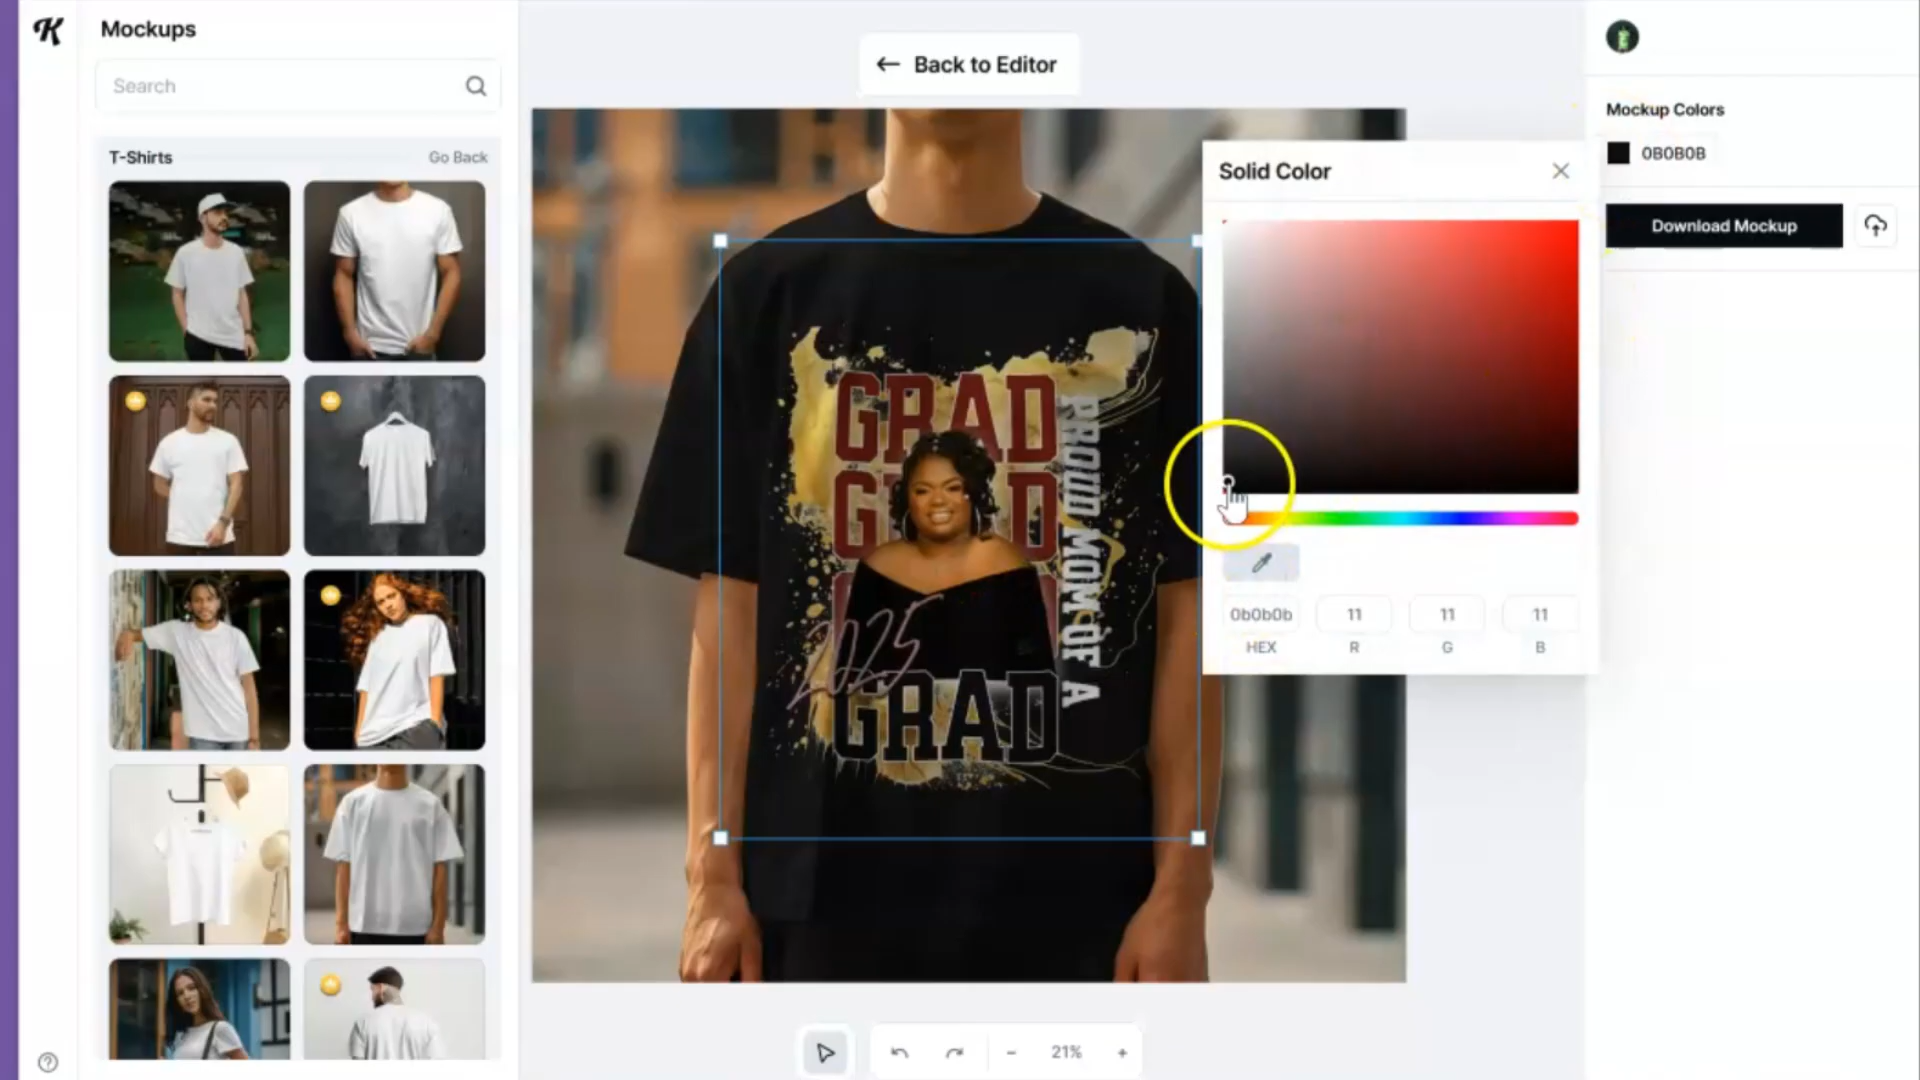 K
Mockups
Search
T-Shirts
Go Back
← Back to Editor
GRAD
GRAD
PROUD MOM OF A
2025
GRAD
Solid Color
0b0b0b
11
11
11
HEX
R
G
B
Mockup Colors
0B0B0B
Download Mockup
21%